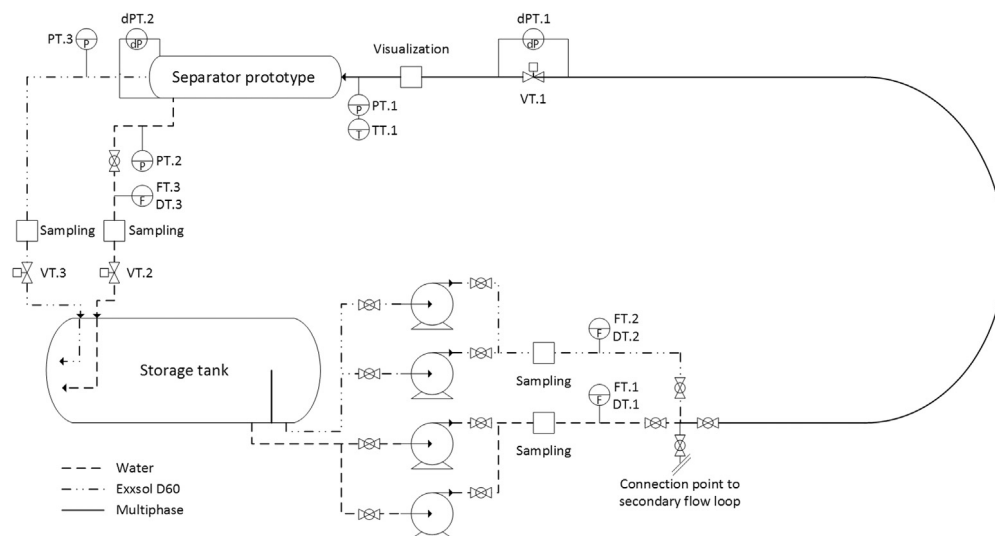 dPT.2
dPT.1
PT.3
P
dP
dP
Visualization
Separator prototype
VT.1
P
PT.1
T
TT.1
P
PT.2
FT.3
F
DT.3
Sampling
Sampling
VT.3
VT.2
Storage tank
FT.2
F
DT.2
Sampling
FT.1
F
DT.1
Sampling
Water
Exxsol D60
Multiphase
Connection point to
secondary flow loop